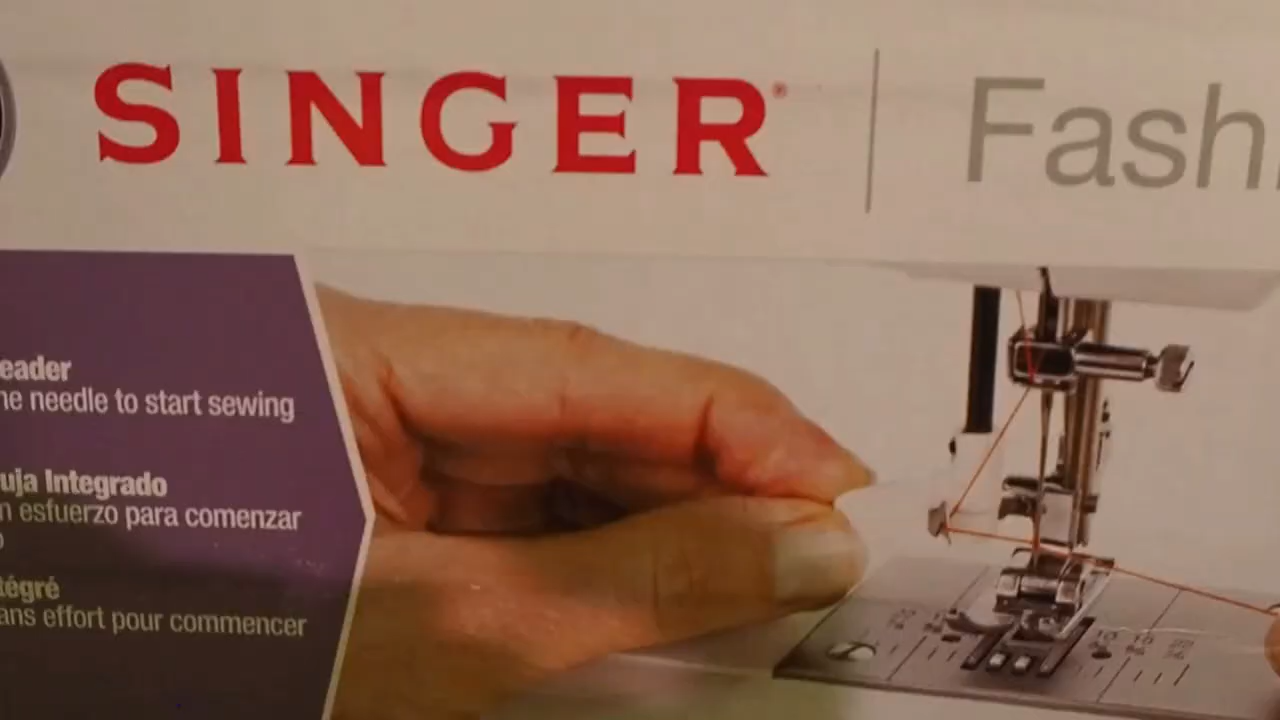 SINGER® | Fash
eader
ne needle to start sewing
uja Integrado
n esfuerzo para comenzar
o
tégré
ans effort pour commencer